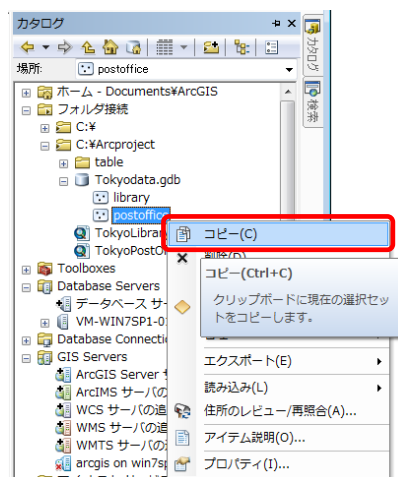 カタログ
場所:
postoffice
ホーム - Documents¥ArcGIS
フォルダ接続
C:¥
C:¥Arcproject
table
Tokyodata.gdb
library
postoffice
TokyoLibrar
TokyoPostOf
Toolboxes
Database Servers
データベース サー
VM-WIN7SP1-0
Database Connecti
GIS Servers
ArcGIS Server
ArcIMS サーバの
WCS サーバの追
WMS サーバの追
WMTS サーバの
arcgis on win7sp
コピー(C)
削除(D)
コピー(Ctrl+C)
クリップボードに現在の選択セッ
トをコピーします。
エクスポート(E)
読み込み(L)
住所のレビュー/再照合(A)...
アイテム説明(O)...
プロパティ(I)...
カタログ
検索